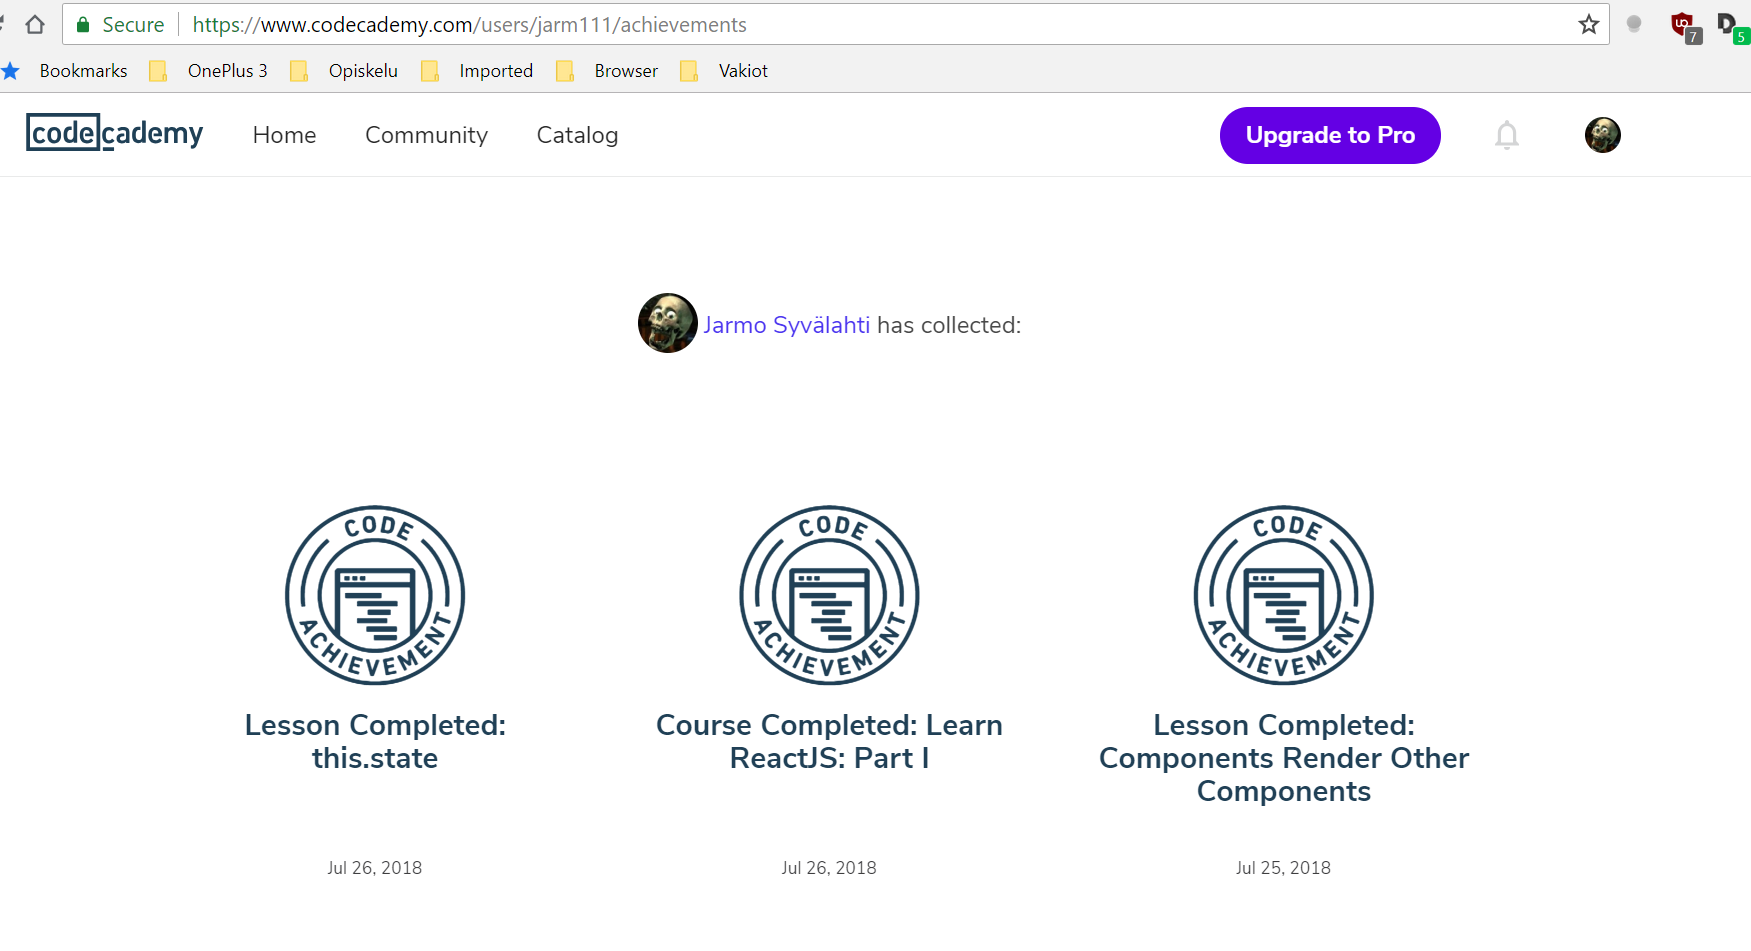 Secure https://www.codecademy.com/users/jarm111/achievements
7 5
Bookmarks OnePlus 3 Opiskelu Imported Browser Vakiot
codecademy Home Community Catalog Upgrade to Pro
Jarmo Syvälahti has collected:
CODE ACHIEVEMENT
Lesson Completed:
this.state
Jul 26, 2018
CODE ACHIEVEMENT
Course Completed: Learn
ReactJS: Part I
Jul 26, 2018
CODE ACHIEVEMENT
Lesson Completed:
Components Render Other
Components
Jul 25, 2018